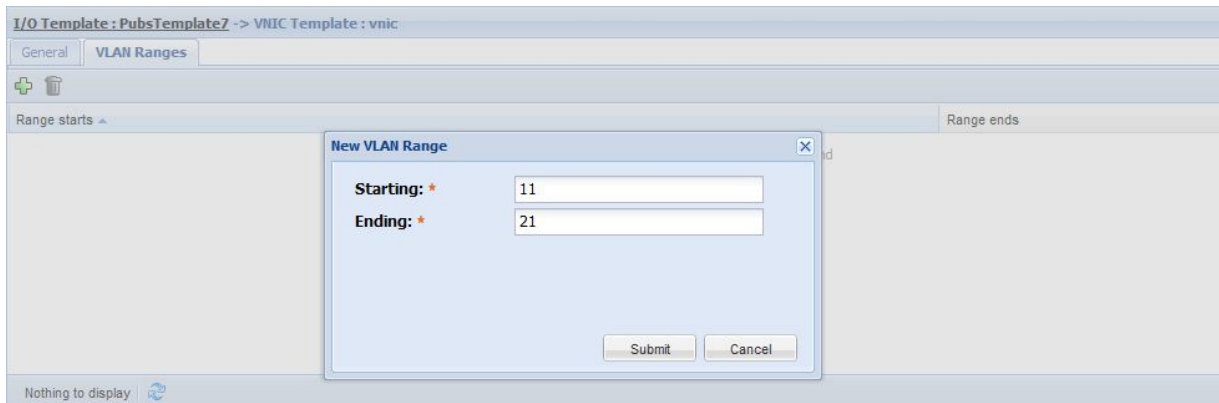 I/O Template : PubsTemplate7 -> VNIC Template : vnic
General VLAN Ranges
Range starts Range ends
New VLAN Range
Starting: * 11
Ending: * 21
Submit Cancel
Nothing to display